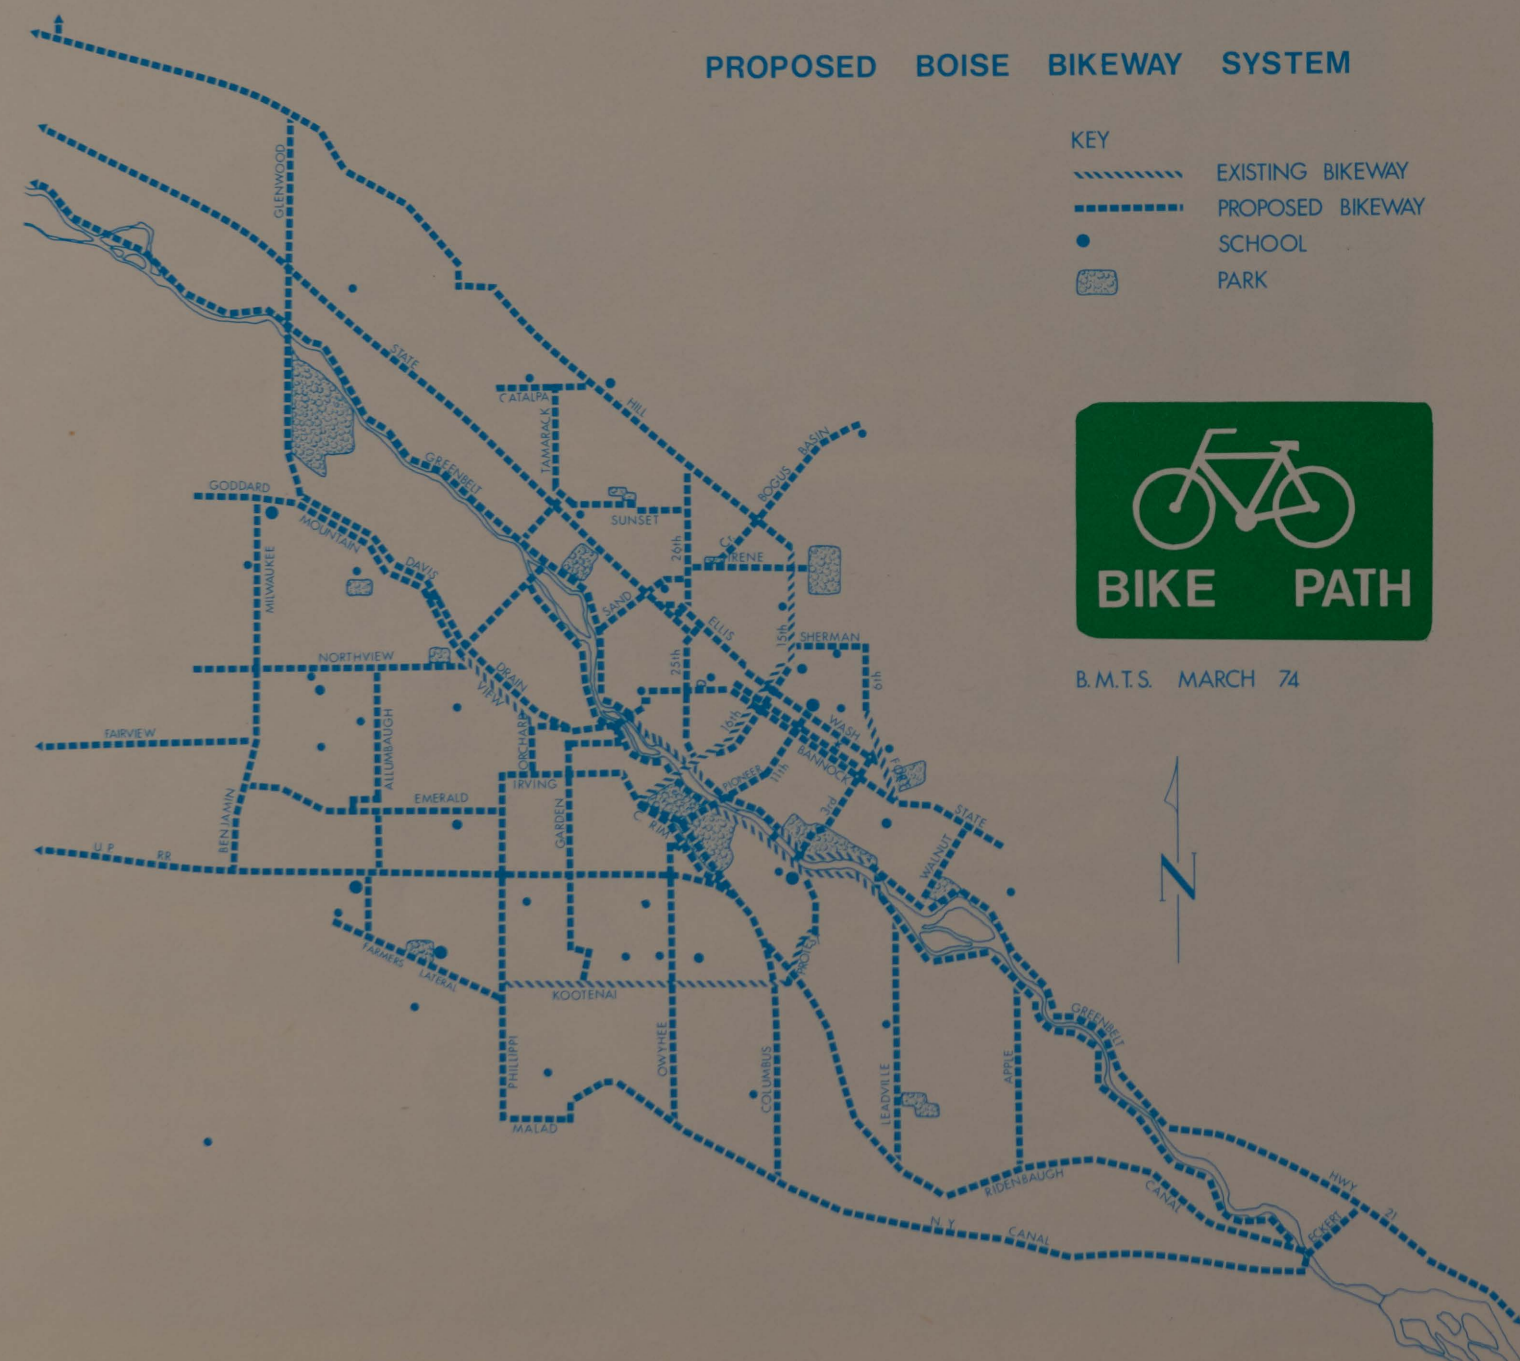 PROPOSED BOISE BIKEWAY SYSTEM
KEY
EXISTING BIKEWAY
PROPOSED BIKEWAY
SCHOOL
PARK
GLENWOOD
STATE
CATALPA
HILL
TAMARACK
BOGUS BASIN
GREENBELT
GODDARD
SUNSET
MOUNTAIN
26th
IRENE
DAVIS
MILWAUKEE
SAND
ELLIS
15th
SHERMAN
NORTHVIEW
25th
DRAIN
VIEW
6th
16th
WASH
FAIRVIEW
ALLUMBAUGH
ORCHARD
BANNOCK
PIONEER
11th
IRVING
BENJAMIN
EMERALD
GARDEN
3rd
STATE
C RIM
U P RR
WALNUT
FARMERS LATERAL
PROTEST
KOOTENAI
GREENBELT
PHILLIPPI
OWYHEE
COLUMBUS
LEADVILLE
APPLE
MALAD
RIDENBAUGH
CANAL
HWY 21
ECKERT
N Y CANAL
BIKE PATH
B.M.T.S. MARCH 74
N